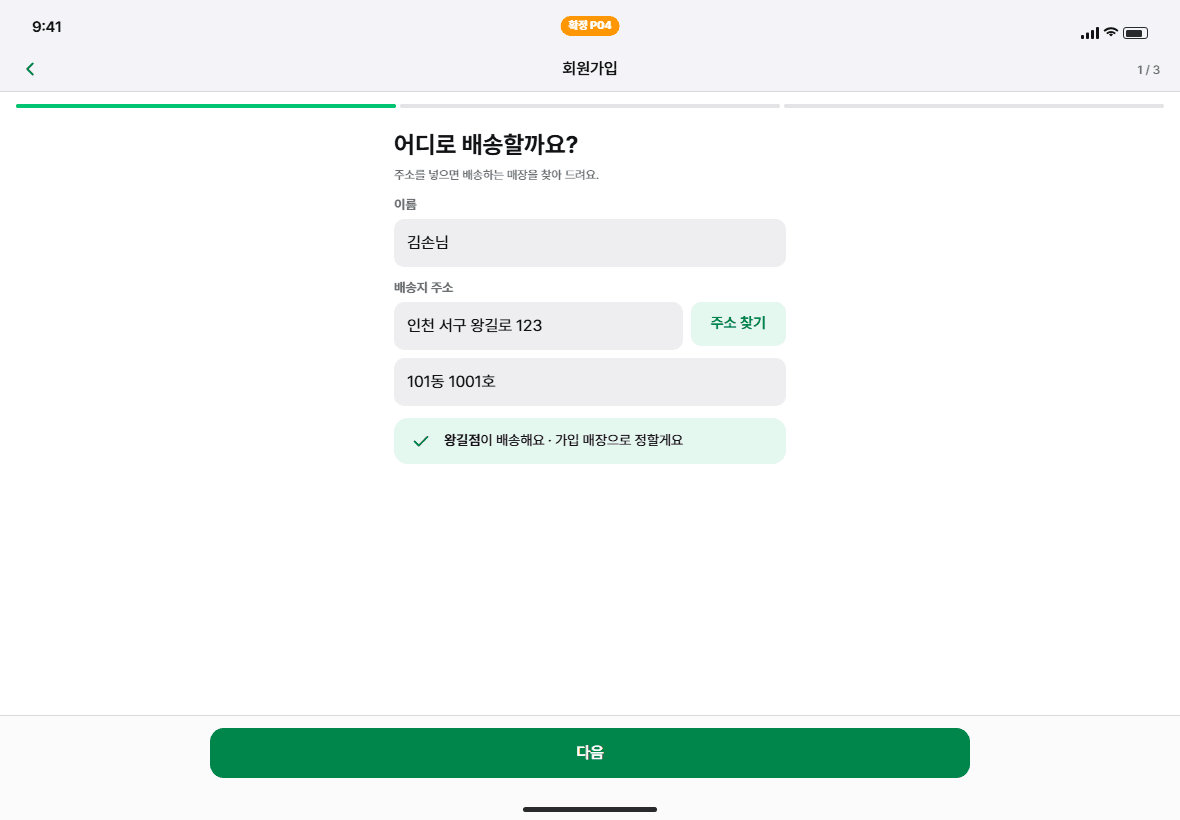 9:41
확정 P04
회원가입
1 / 3
어디로 배송할까요?
주소를 넣으면 배송하는 매장을 찾아 드려요.
이름
김손님
배송지 주소
인천 서구 왕길로 123
주소 찾기
101동 1001호
왕길점이 배송해요 · 가입 매장으로 정할게요
다음